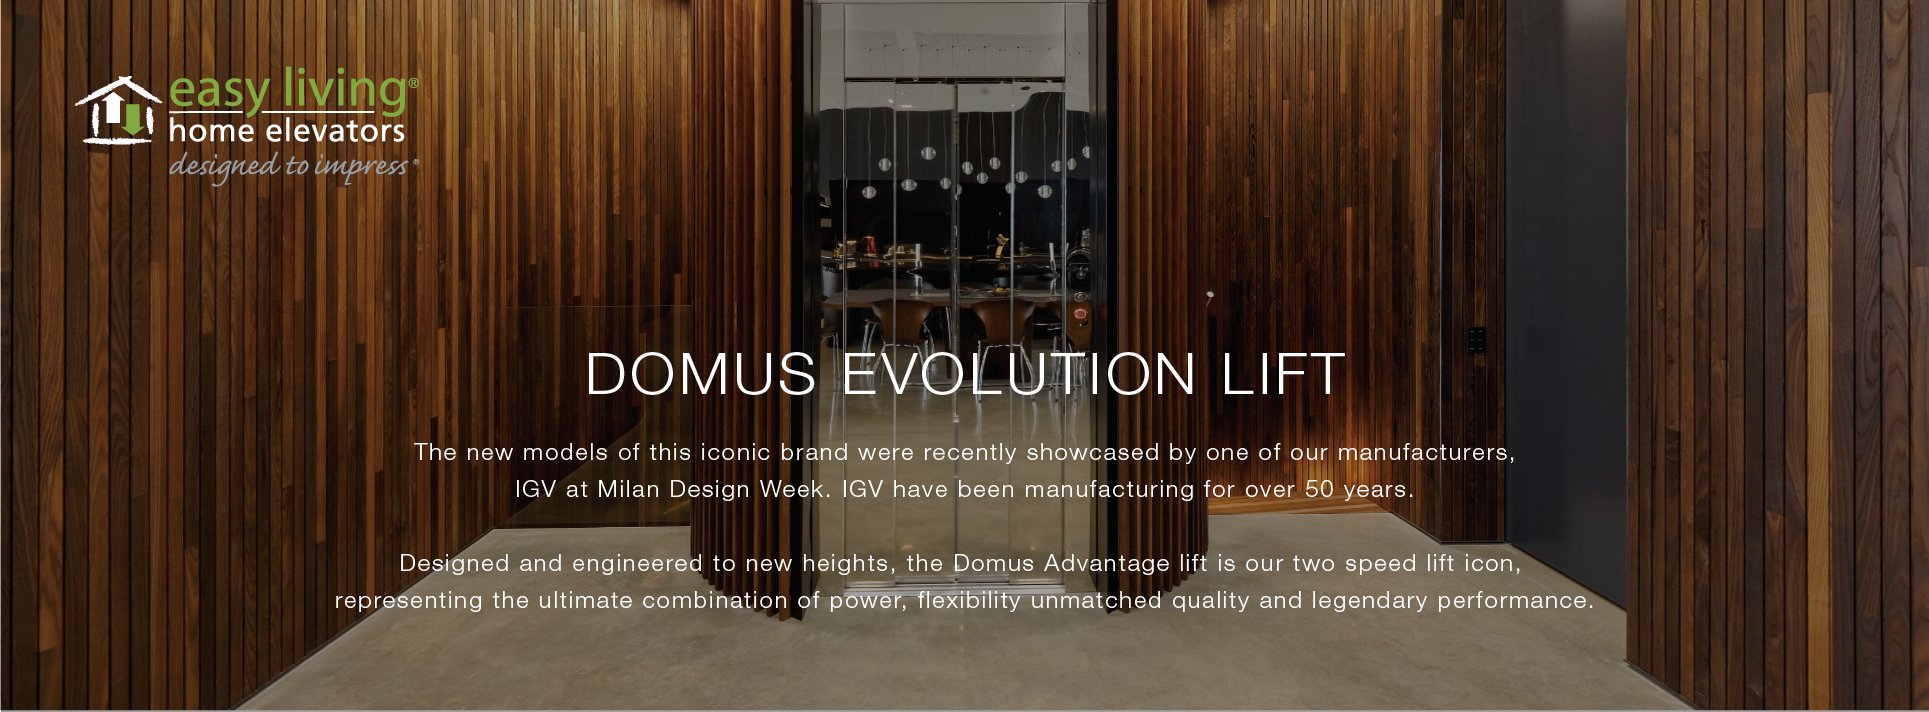 easy living®
home elevators
designed to impress®
DOMUS EVOLUTION LIFT
The new models of this iconic brand were recently showcased by one of our manufacturers,
IGV at Milan Design Week. IGV have been manufacturing for over 50 years.
Designed and engineered to new heights, the Domus Advantage lift is our two speed lift icon,
representing the ultimate combination of power, flexibility unmatched quality and legendary performance.